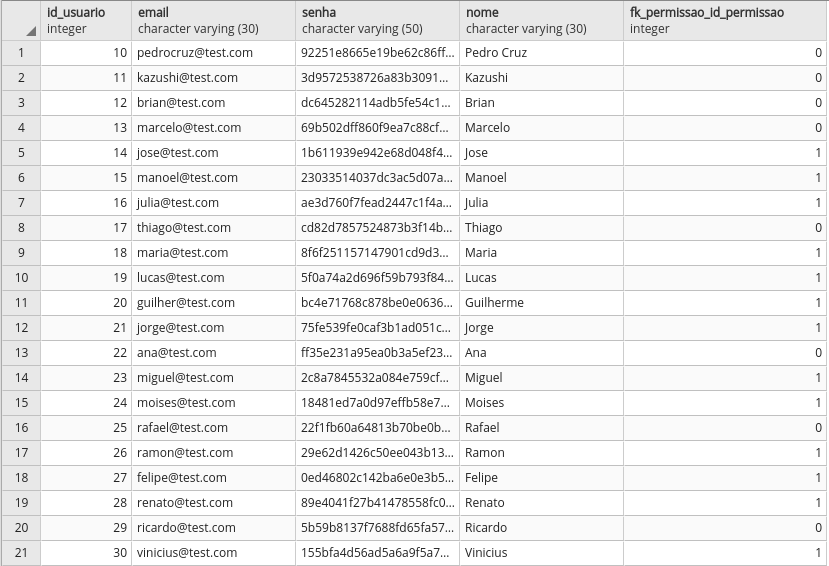 id_usuario email senha nome fk_permissao_id_permissao
integer character varying (30) character varying (50) character varying (30) integer
1 10 pedrocruz@test.com 92251e8665e19be62c86ff... Pedro Cruz 0
2 11 kazushi@test.com 3d9572538726a83b3091... Kazushi 0
3 12 brian@test.com dc645282114adb5fe54c1... Brian 0
4 13 marcelo@test.com 69b502dff860f9ea7c88cf... Marcelo 0
5 14 jose@test.com 1b611939e942e68d048f4... Jose 1
6 15 manoel@test.com 23033514037dc3ac5d07a... Manoel 1
7 16 julia@test.com ae3d760f7fead2447c1f4a... Julia 1
8 17 thiago@test.com cd82d7857524873b3f14b... Thiago 0
9 18 maria@test.com 8f6f251157147901cd9d3... Maria 1
10 19 lucas@test.com 5f0a74a2d696f59b793f84... Lucas 1
11 20 guilher@test.com bc4e71768c878be0e0636... Guilherme 1
12 21 jorge@test.com 75fe539fe0caf3b1ad051c... Jorge 1
13 22 ana@test.com ff35e231a95ea0b3a5ef23... Ana 0
14 23 miguel@test.com 2c8a7845532a084e759cf... Miguel 1
15 24 moises@test.com 18481ed7a0d97effb58e7... Moises 1
16 25 rafael@test.com 22f1fb60a64813b70be0b... Rafael 0
17 26 ramon@test.com 29e62d1426c50ee043b13... Ramon 1
18 27 felipe@test.com 0ed46802c142ba6e0e3b5... Felipe 1
19 28 renato@test.com 89e4041f27b41478558fc0... Renato 1
20 29 ricardo@test.com 5b59b8137f7688fd65fa57... Ricardo 0
21 30 vinicius@test.com 155bfa4d56ad5a6a9f5a7... Vinicius 1